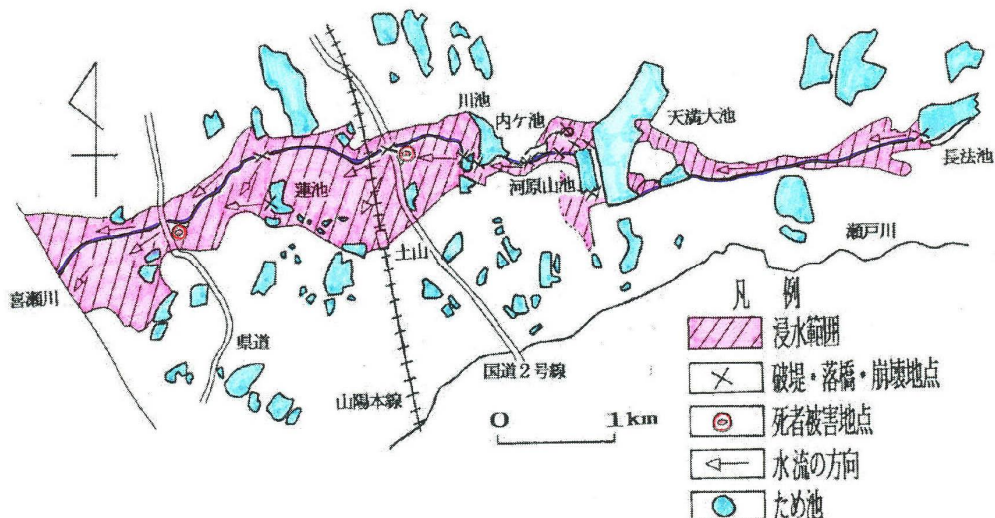 川池
内ケ池
天満大池
長法池
河原山池
蓮池
瀬戸川
土山
喜瀬川
県道
国道2号線
山陽本線
0 1km
凡 例
浸水範囲
破堤・落橋・崩壊地点
死者被害地点
水流の方向
ため池